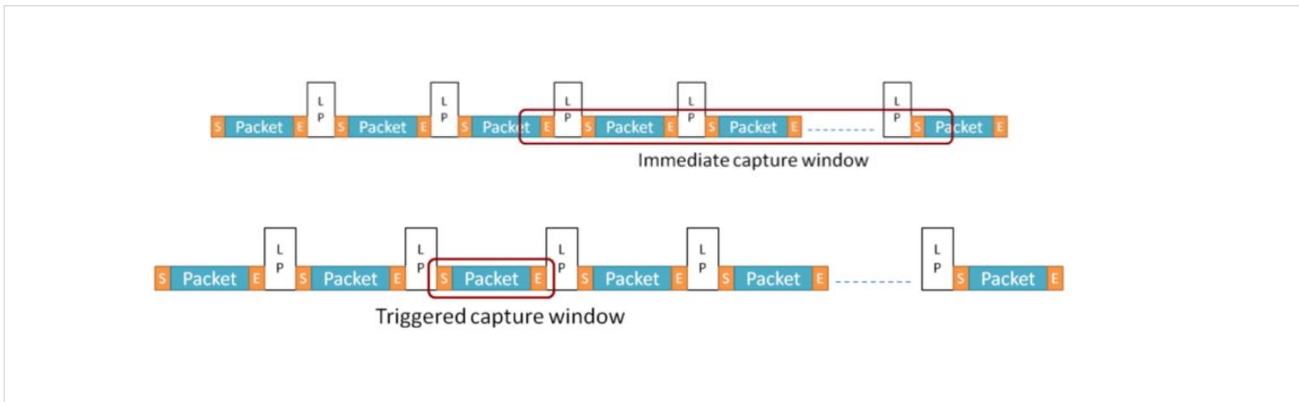 S Packet E L P S Packet E L P S Packet E L P S Packet E L P S Packet E L P S Packet E
Immediate capture window
S Packet E L P S Packet E L P S Packet E L P S Packet E L P S Packet E L P S Packet E
Triggered capture window